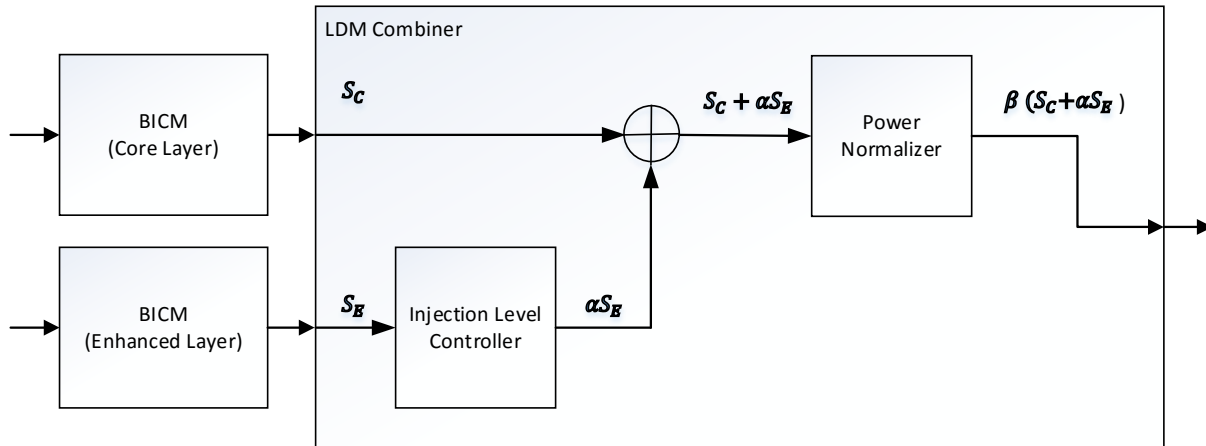 LDM Combiner
BICM
(Core Layer)
S_C
S_C + αS_E
Power
Normalizer
β (S_C+αS_E )
BICM
(Enhanced Layer)
S_E
Injection Level
Controller
αS_E